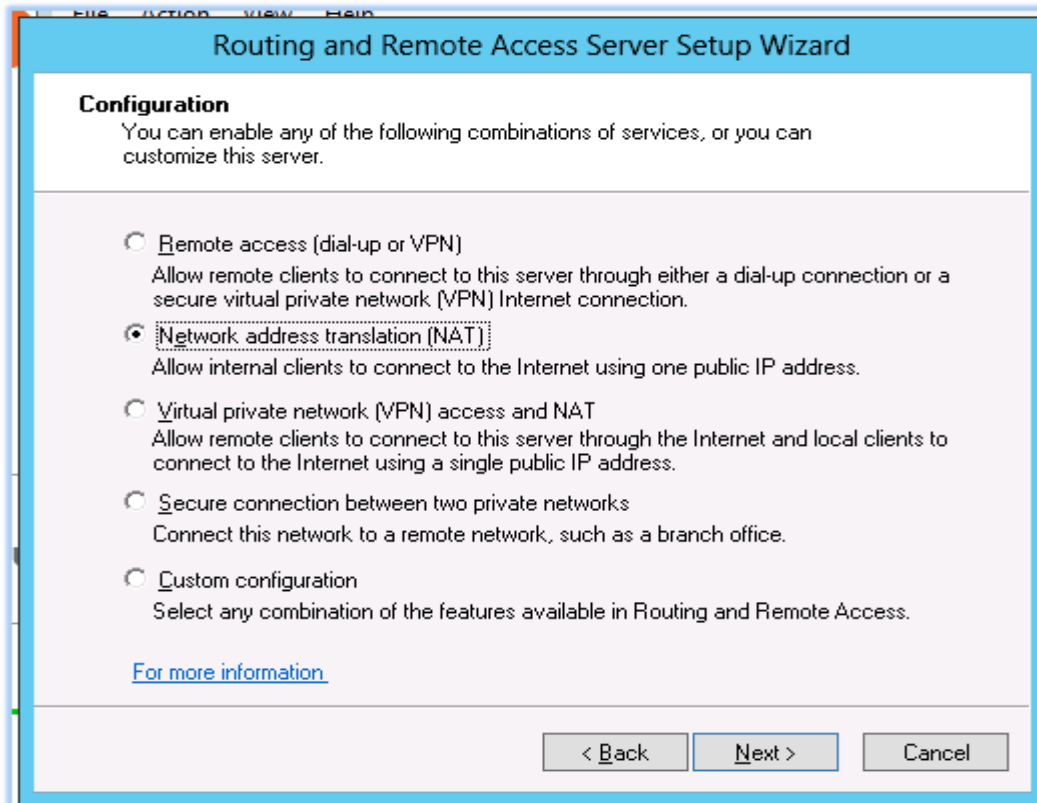 File Action View Help
Routing and Remote Access Server Setup Wizard
Configuration
You can enable any of the following combinations of services, or you can
customize this server.
Remote access (dial-up or VPN)
Allow remote clients to connect to this server through either a dial-up connection or a
secure virtual private network (VPN) Internet connection.
Network address translation (NAT)
Allow internal clients to connect to the Internet using one public IP address.
Virtual private network (VPN) access and NAT
Allow remote clients to connect to this server through the Internet and local clients to
connect to the Internet using a single public IP address.
Secure connection between two private networks
Connect this network to a remote network, such as a branch office.
Custom configuration
Select any combination of the features available in Routing and Remote Access.
For more information
< Back Next > Cancel